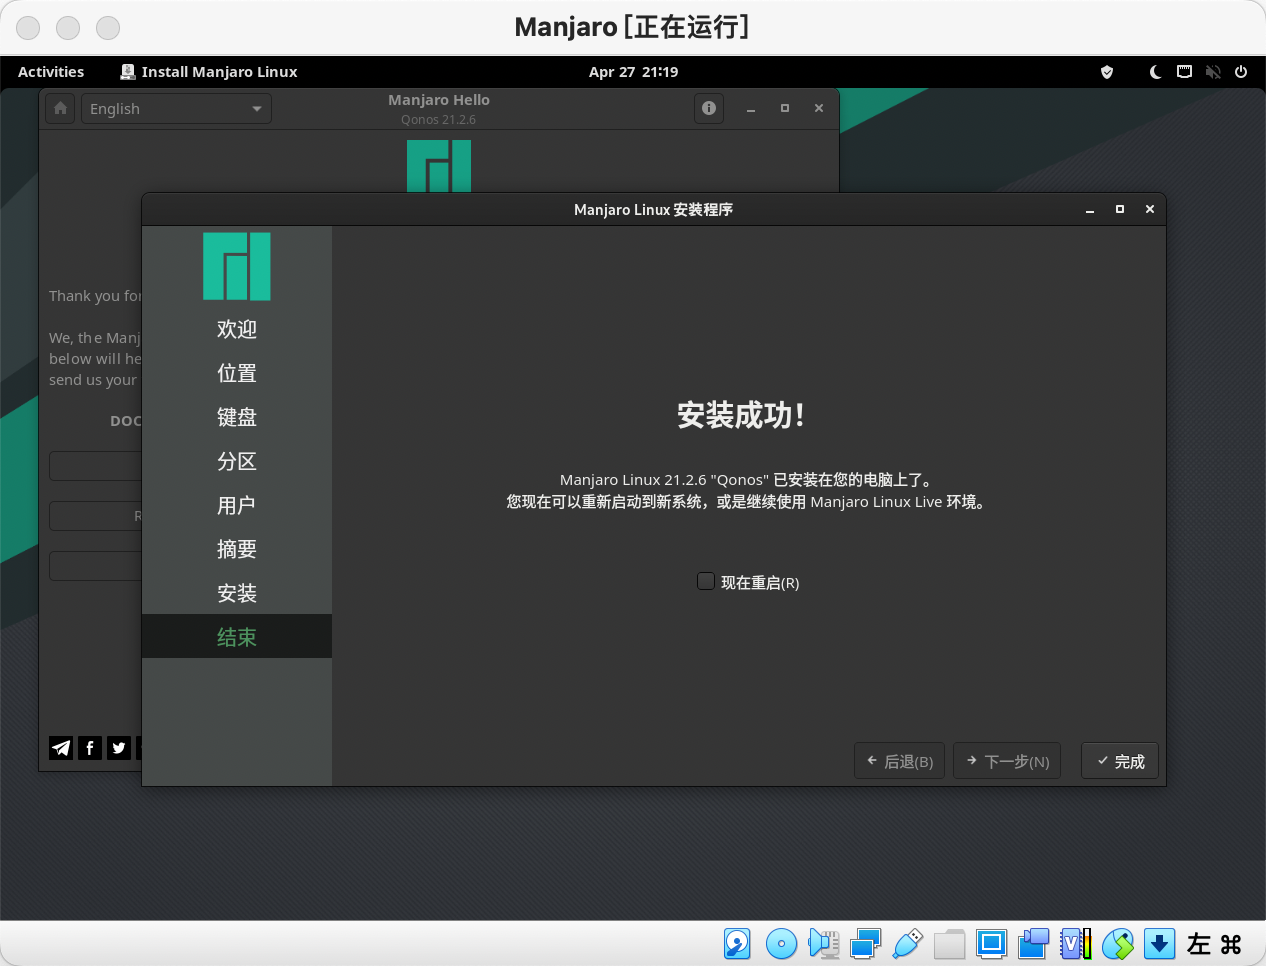 Manjaro [正在运行]
Activities
Install Manjaro Linux
Apr 27 21:19
English
Manjaro Hello
Qonos 21.2.6
Manjaro Linux 安装程序
Thank you for
We, the Manj
below will he
send us your
DOC
R
欢迎
位置
键盘
分区
用户
摘要
安装
结束
安装成功！
Manjaro Linux 21.2.6 "Qonos" 已安装在您的电脑上了。
您现在可以重新启动到新系统，或是继续使用 Manjaro Linux Live 环境。
现在重启(R)
后退(B)
下一步(N)
完成
左 ⌘